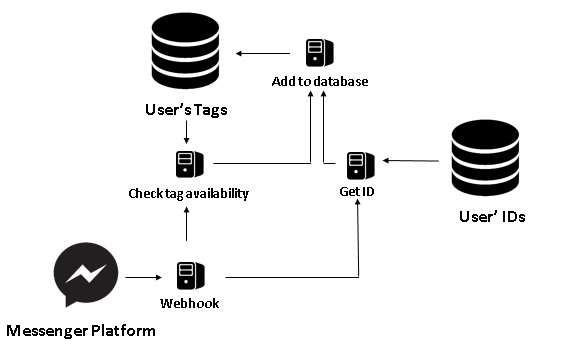 Add to database
User's Tags
Check tag availability
Get ID
User' IDs
Webhook
Messenger Platform